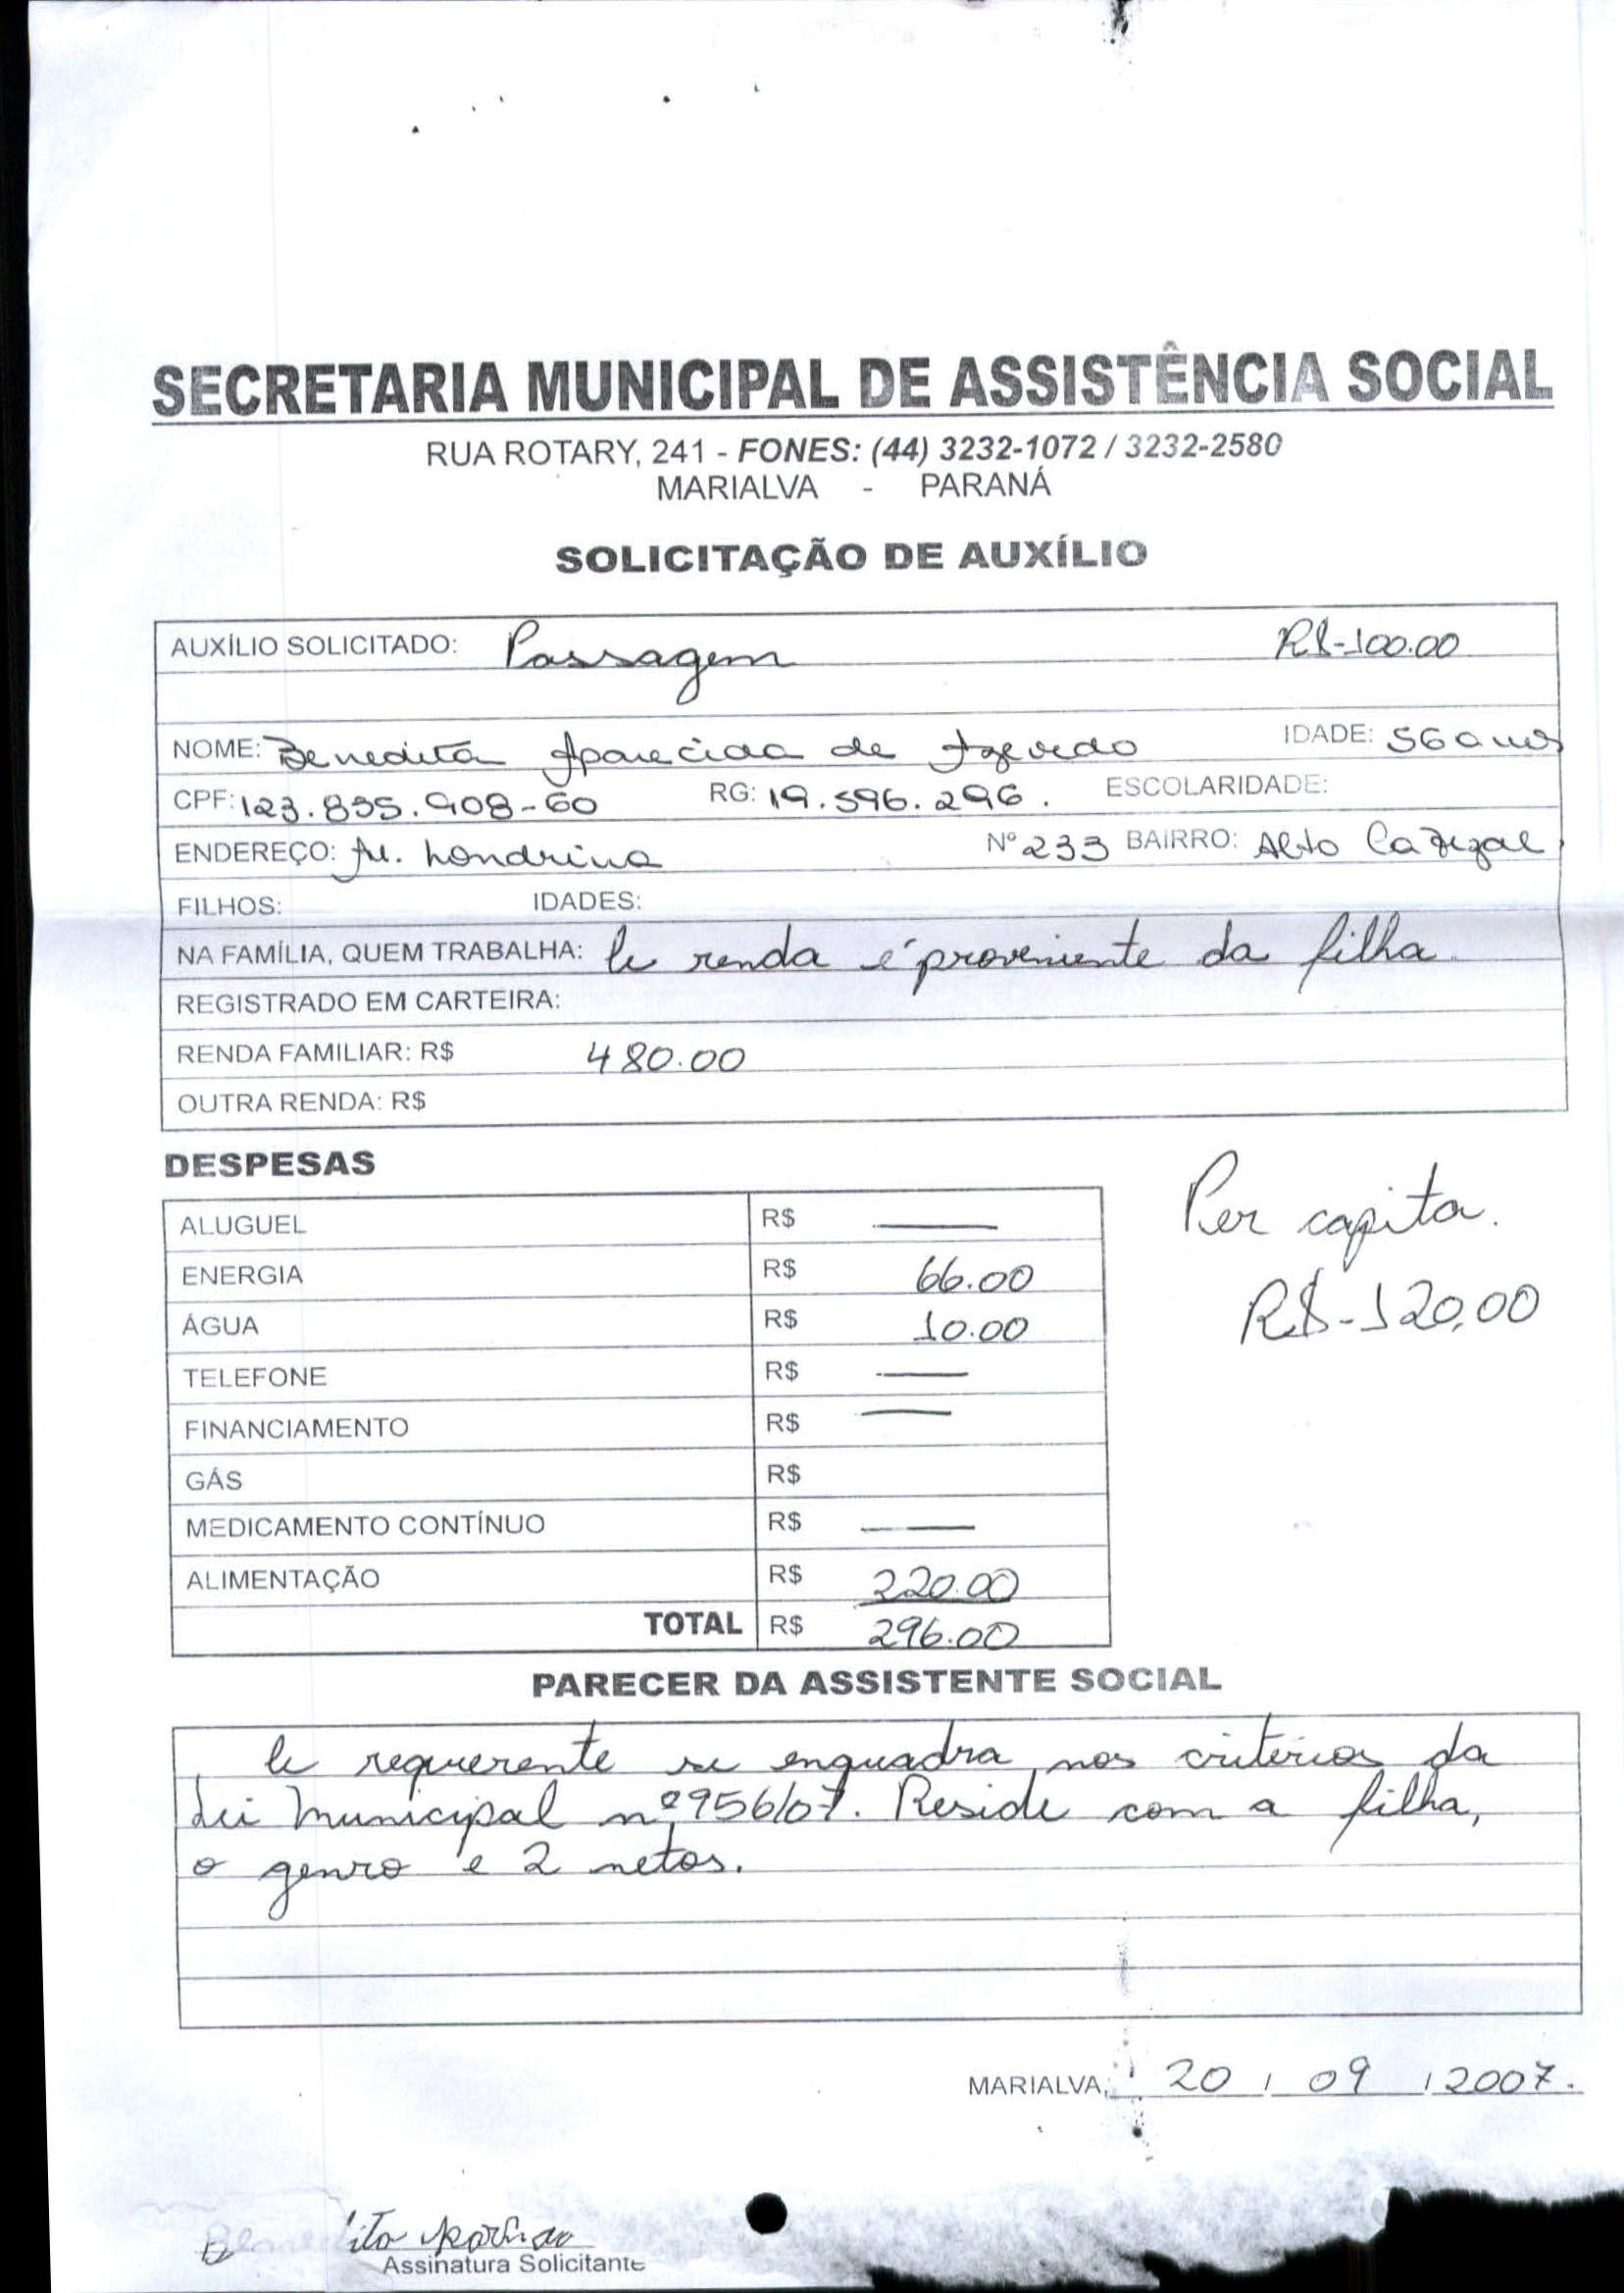 SECRETARIA MUNICIPAL DE ASSISTÊNCIA SOCIAL
RUA ROTARY, 241 - FONES: (44) 3232-1072 / 3232-2580
MARIALVA - PARANÁ
SOLICITAÇÃO DE AUXÍLIO
AUXÍLIO SOLICITADO: Passagem R$-100.00
NOME: Benedita Aparecida de Azevedo IDADE: 56 anos
CPF: 123.835.908-60 RG: 19.596.296. ESCOLARIDADE:
ENDEREÇO: Av. Londrina Nº 233 BAIRRO: Alto
FILHOS: IDADES:
NA FAMÍLIA, QUEM TRABALHA: A renda é proveniente da filha.
REGISTRADO EM CARTEIRA:
RENDA FAMILIAR: R$ 480.00
OUTRA RENDA: R$
DESPESAS
Per capita.
R$-120,00
ALUGUEL R$ ——
ENERGIA R$ 66.00
ÁGUA R$ 10.00
TELEFONE R$ ——
FINANCIAMENTO R$ ——
GÁS R$
MEDICAMENTO CONTÍNUO R$ ——
ALIMENTAÇÃO R$ 220.00
TOTAL R$ 296.00
PARECER DA ASSISTENTE SOCIAL
A requerente se enquadra nos critérios da
Lei Municipal nº 956/07. Reside com a filha,
o genro e 2 netos.
MARIALVA, 20 / 09 / 2007.
Assinatura Solicitante